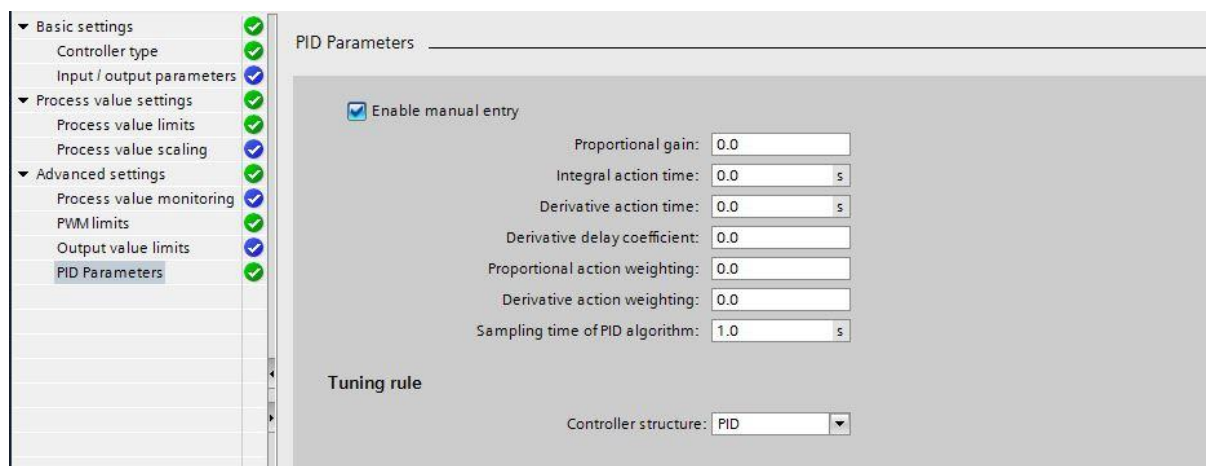 Basic settings
Controller type
Input / output parameters
Process value settings
Process value limits
Process value scaling
Advanced settings
Process value monitoring
PWM limits
Output value limits
PID Parameters
PID Parameters
Enable manual entry
Proportional gain: 0.0
Integral action time: 0.0 s
Derivative action time: 0.0 s
Derivative delay coefficient: 0.0
Proportional action weighting: 0.0
Derivative action weighting: 0.0
Sampling time of PID algorithm: 1.0 s
Tuning rule
Controller structure: PID